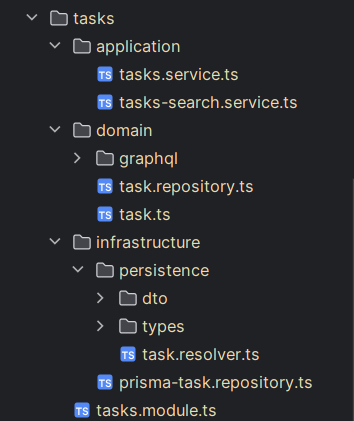 tasks
application
TS tasks.service.ts
TS tasks-search.service.ts
domain
graphql
TS task.repository.ts
TS task.ts
infrastructure
persistence
dto
types
TS task.resolver.ts
TS prisma-task.repository.ts
TS tasks.module.ts